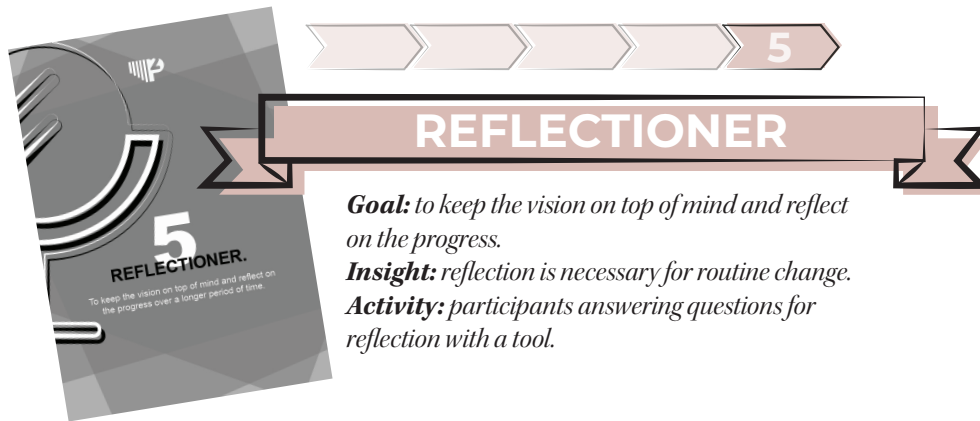 5
REFLECTIONER
Goal: to keep the vision on top of mind and reflect
on the progress.
Insight: reflection is necessary for routine change.
Activity: participants answering questions for
reflection with a tool.
5
REFLECTIONER.
To keep the vision on top of mind and reflect on
the progress over a longer period of time.